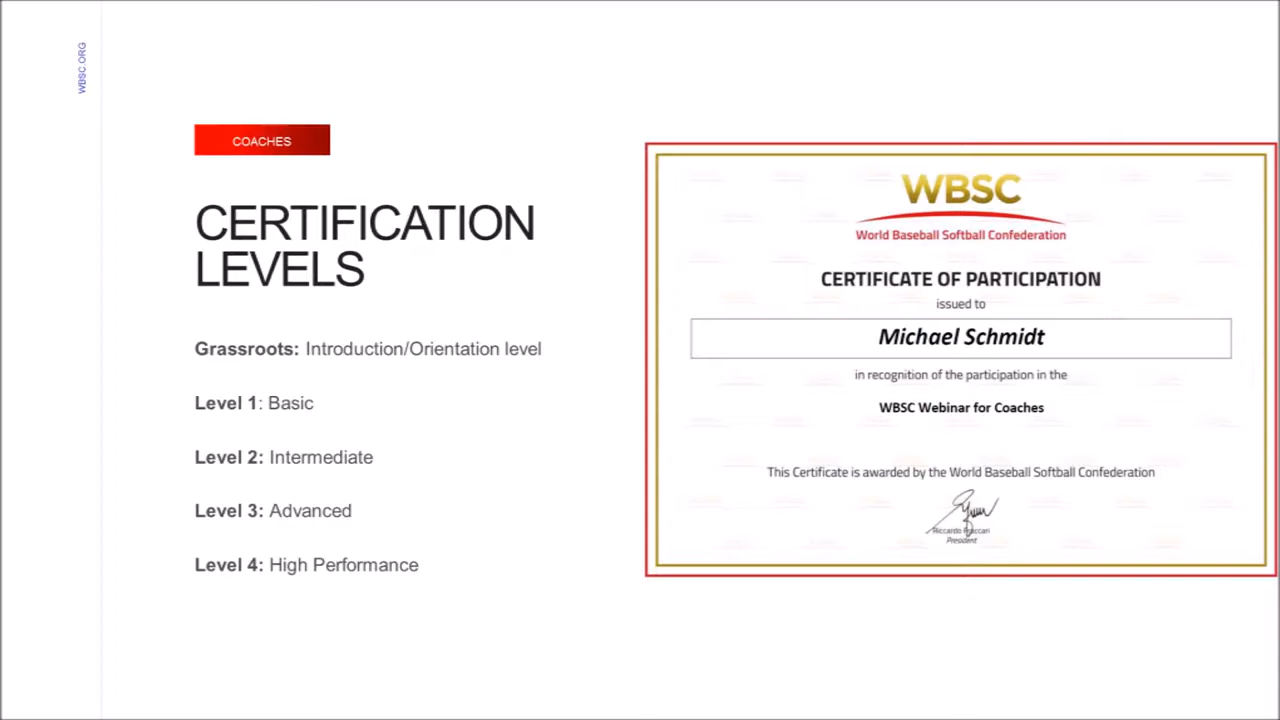 WBSC.ORG
COACHES
CERTIFICATION
LEVELS
Grassroots: Introduction/Orientation level
Level 1: Basic
Level 2: Intermediate
Level 3: Advanced
Level 4: High Performance
WBSC
World Baseball Softball Confederation
CERTIFICATE OF PARTICIPATION
issued to
Michael Schmidt
in recognition of the participation in the
WBSC Webinar for Coaches
This Certificate is awarded by the World Baseball Softball Confederation
Riccardo Fraccari
President